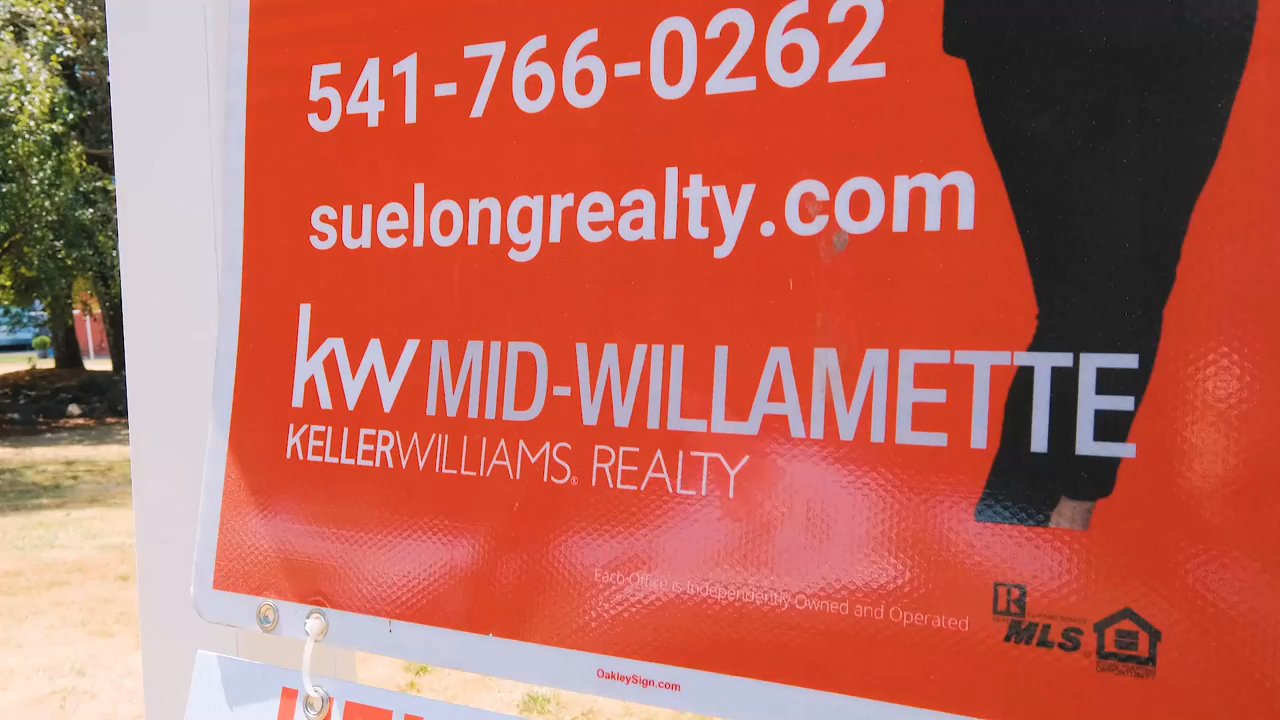 541-766-0262
suelongrealty.com
kw MID-WILLAMETTE
KELLERWILLIAMS® REALTY
Each Office is Independently Owned and Operated
R
MLS
OakleySign.com